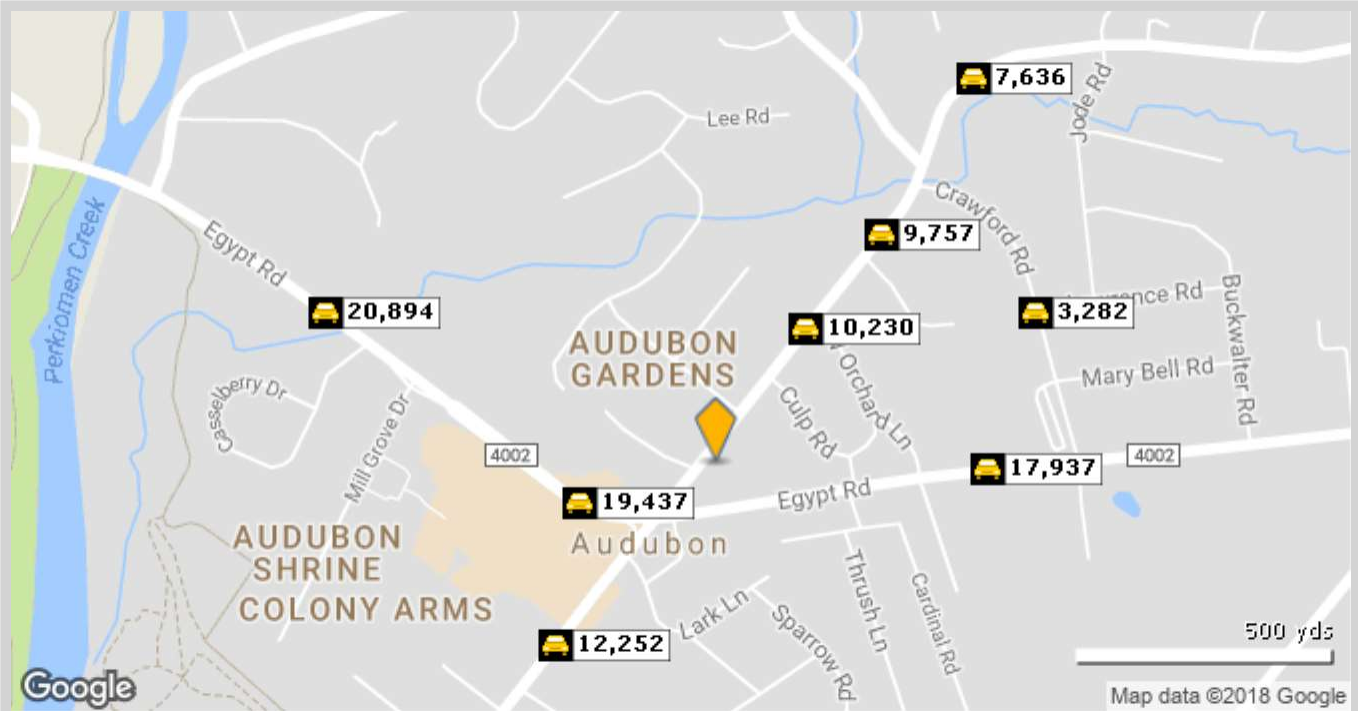 7,636
Jode Rd
Lee Rd
Crawford Rd
Perkiomen Creek
Egypt Rd
9,757
20,894
10,230
3,282
Rd
Buckwalter Rd
AUDUBON
GARDENS
Mary Bell Rd
Casselberry Dr
Mill Grove Dr
Culp Rd
Orchard Ln
4002
4002
17,937
19,437
Egypt Rd
Audubon
AUDUBON
SHRINE
COLONY ARMS
Thrush Ln
Cardinal Rd
Lark Ln
Sparrow Rd
12,252
500 yds
Google
Map data ©2018 Google